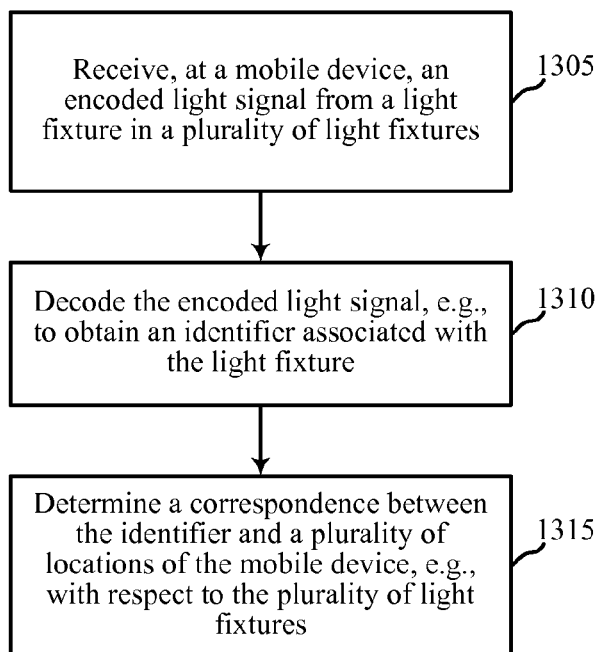 Receive, at a mobile device, an
encoded light signal from a light
fixture in a plurality of light fixtures
1305
Decode the encoded light signal, e.g.,
to obtain an identifier associated with
the light fixture
1310
Determine a correspondence between
the identifier and a plurality of
locations of the mobile device, e.g.,
with respect to the plurality of light
fixtures
1315